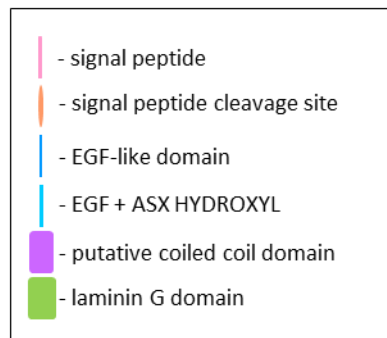 - signal peptide
- signal peptide cleavage site
- EGF-like domain
- EGF + ASX HYDROXYL
- putative coiled coil domain
- laminin G domain